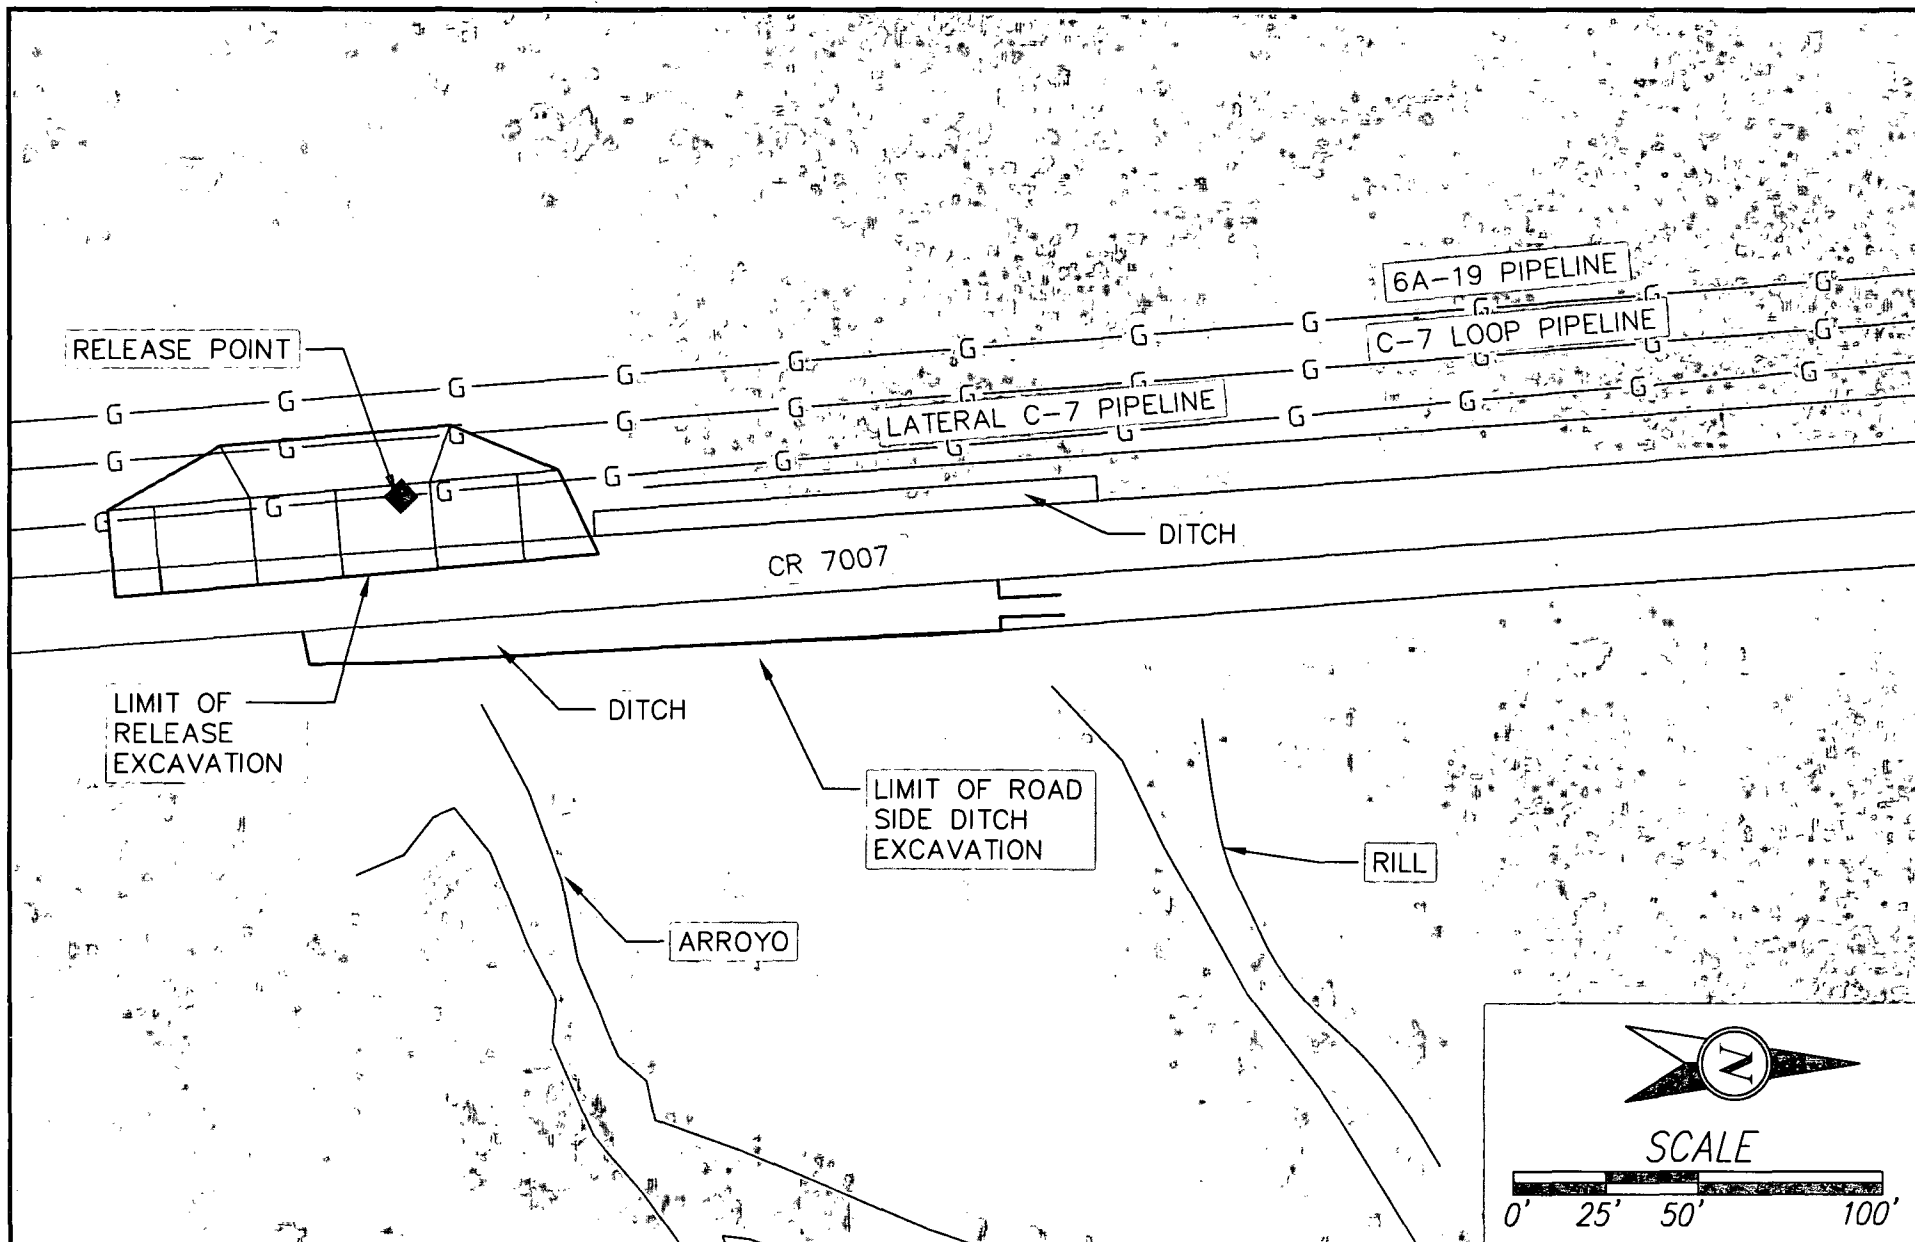 6A-19 PIPELINE
C-7 LOOP PIPELINE
RELEASE POINT
LATERAL C-7 PIPELINE
G G G G G G G G G G G
G G G G G G G G G G G
G G G G G G G G G G G
DITCH
CR 7007
LIMIT OF
RELEASE
EXCAVATION
DITCH
LIMIT OF ROAD
SIDE DITCH
EXCAVATION
RILL
ARROYO
N
SCALE
0' 25' 50' 100'